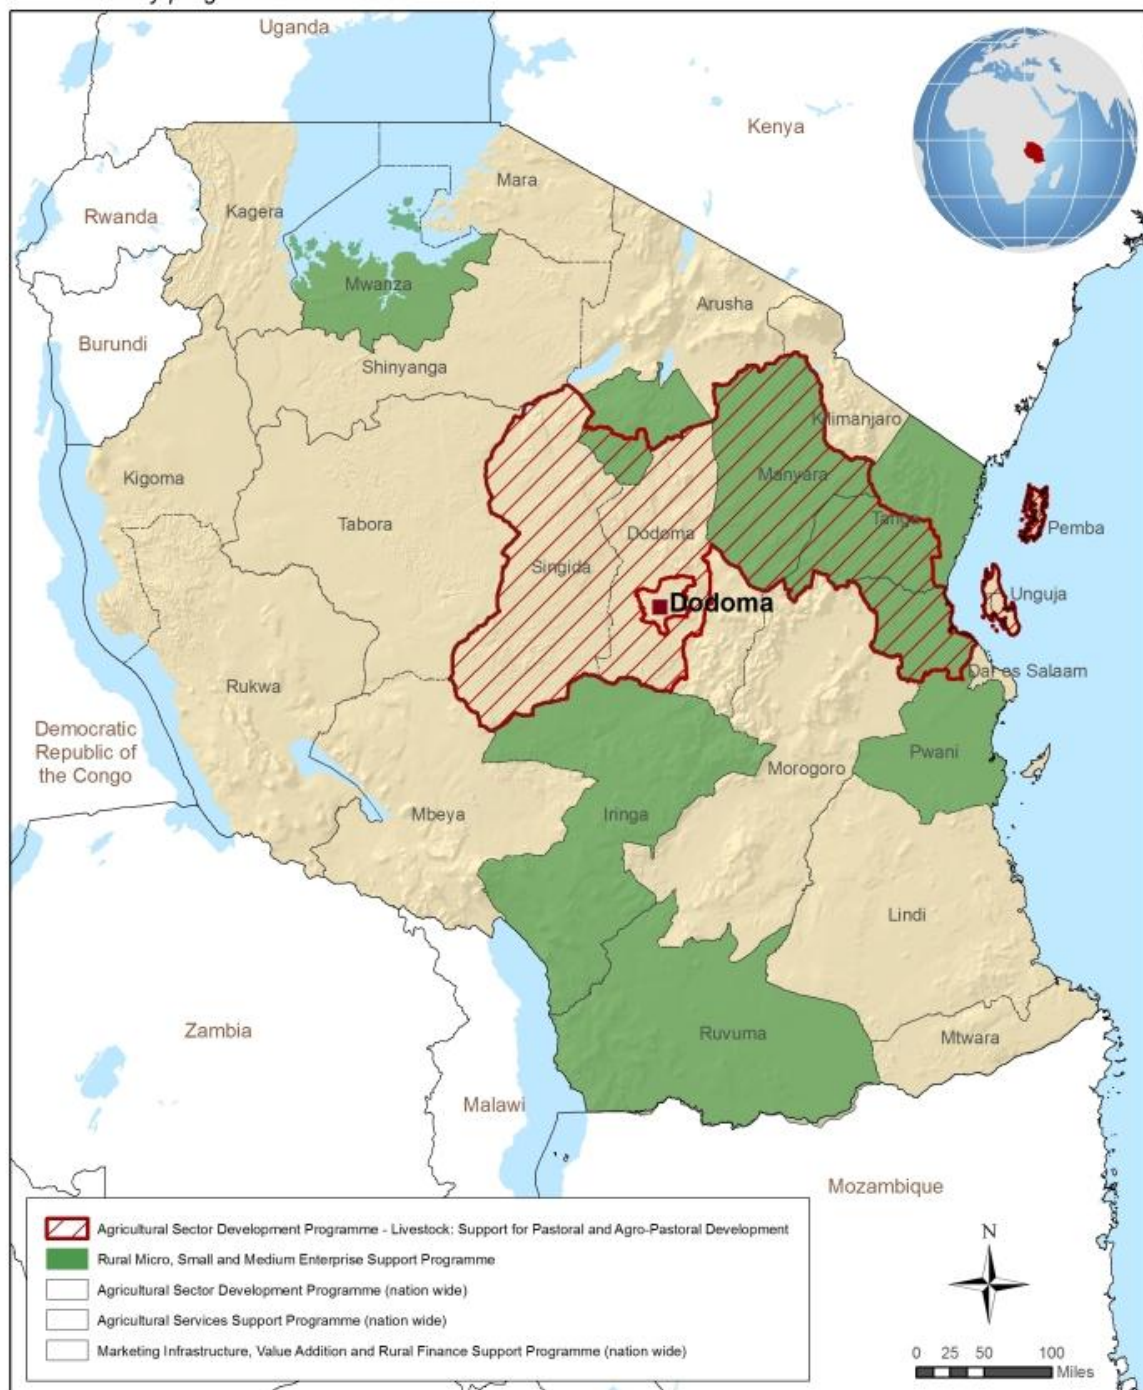 Uganda
Kenya
Mara
Rwanda
Kagera
Mwanza
Arusha
Burundi
Shinyanga
Kilimanjaro
Kigoma
Manyara
Tabora
Tanga
Dodoma
Pemba
Singida
Unguja
Dodoma
Dar es Salaam
Rukwa
Democratic
Republic of
the Congo
Pwani
Morogoro
Mbeya
Iringa
Lindi
Zambia
Ruvuma
Mtwara
Malawi
Mozambique
Agricultural Sector Development Programme - Livestock: Support for Pastoral and Agro-Pastoral Development
Rural Micro, Small and Medium Enterprise Support Programme
Agricultural Sector Development Programme (nation wide)
Agricultural Services Support Programme (nation wide)
Marketing Infrastructure, Value Addition and Rural Finance Support Programme (nation wide)
N
0 25 50 100
Miles